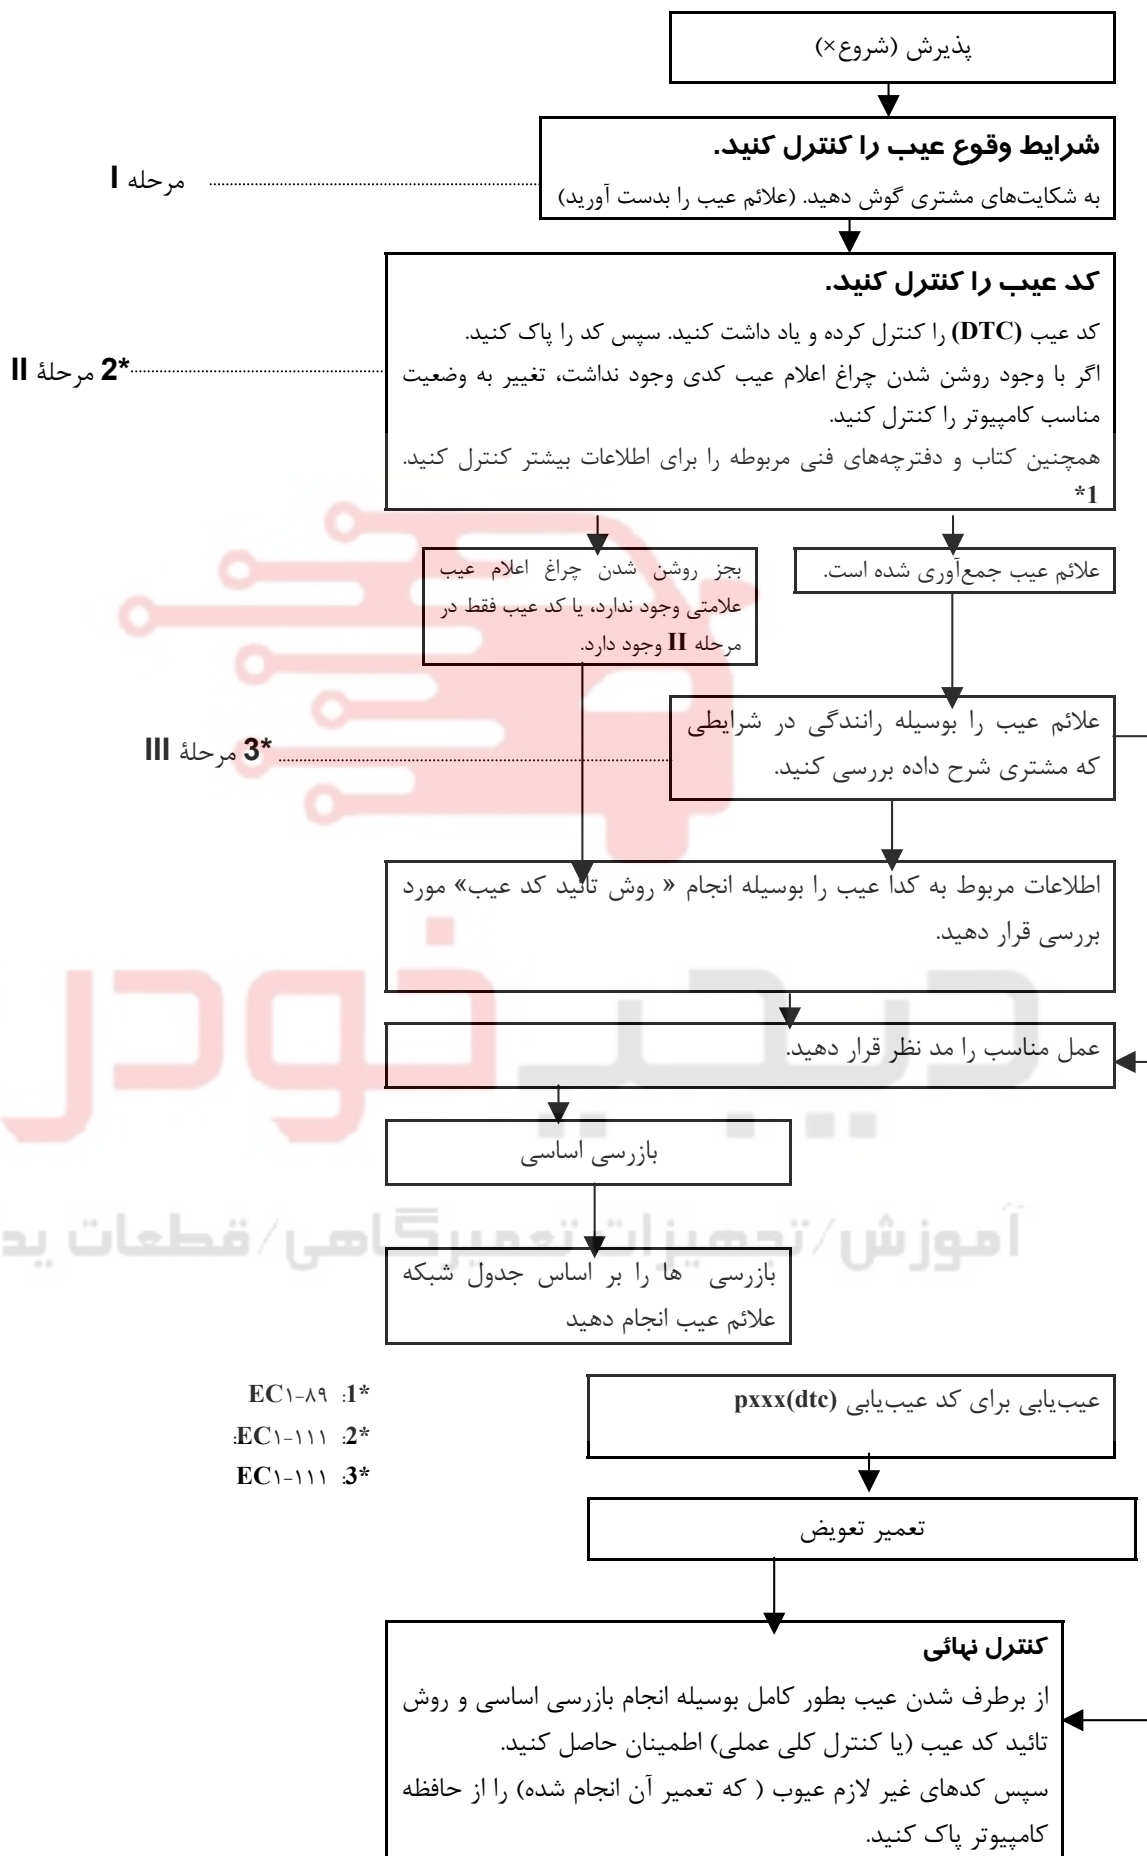 پذیرش (شروع×)
شرایط وقوع عیب را کنترل کنید.
به شکایت‌های مشتری گوش دهید. (علائم عیب را بدست آورید)
مرحله I
کد عیب را کنترل کنید.
کد عیب (DTC) را کنترل کرده و یاد داشت کنید. سپس کد را پاک کنید.
اگر با وجود روشن شدن چراغ اعلام عیب کدی وجود نداشت، تغییر به وضعیت
مناسب کامپیوتر را کنترل کنید.
همچنین کتاب و دفترچه‌های فنی مربوطه را برای اطلاعات بیشتر کنترل کنید.
*1
*2 مرحلۀ II
علائم عیب جمع‌آوری شده است.
بجز روشن شدن چراغ اعلام عیب
علامتی وجود ندارد، یا کد عیب فقط در
مرحله II وجود دارد.
علائم عیب را بوسیله رانندگی در شرایطی
که مشتری شرح داده بررسی کنید.
*3 مرحلۀ III
اطلاعات مربوط به کدا عیب را بوسیله انجام « روش تائید کد عیب» مورد
بررسی قرار دهید.
عمل مناسب را مد نظر قرار دهید.
دیجیت خودر
بازرسی اساسی
آموزش/تجهیزات تعمیرگاهی/قطعات ید
بازرسی ها را بر اساس جدول شبکه
علائم عیب انجام دهید
عیب‌یابی برای کد عیب‌یابی pxxx(dtc)
*1: EC۱-۸۹
*2: EC۱-۱۱۱:
*3: EC۱-۱۱۱
تعمیر تعویض
کنترل نهائی
از برطرف شدن عیب بطور کامل بوسیله انجام بازرسی اساسی و روش
تائید کد عیب (یا کنترل کلی عملی) اطمینان حاصل کنید.
سپس کدهای غیر لازم عیوب ( که تعمیر آن انجام شده) را از حافظه
کامپیوتر پاک کنید.